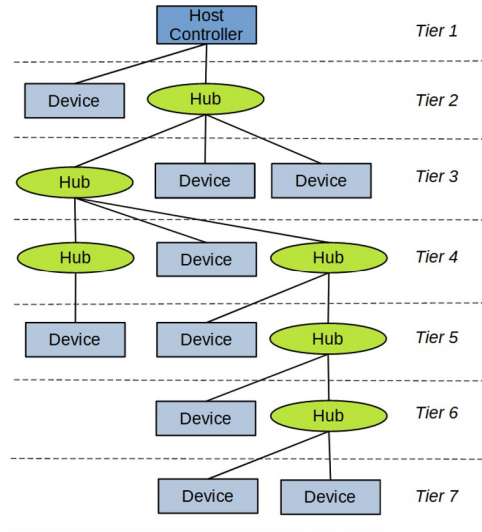 Host
Controller
Tier 1
Device
Hub
Tier 2
Hub
Device
Device
Tier 3
Hub
Device
Hub
Tier 4
Device
Device
Hub
Tier 5
Device
Hub
Tier 6
Device
Device
Tier 7